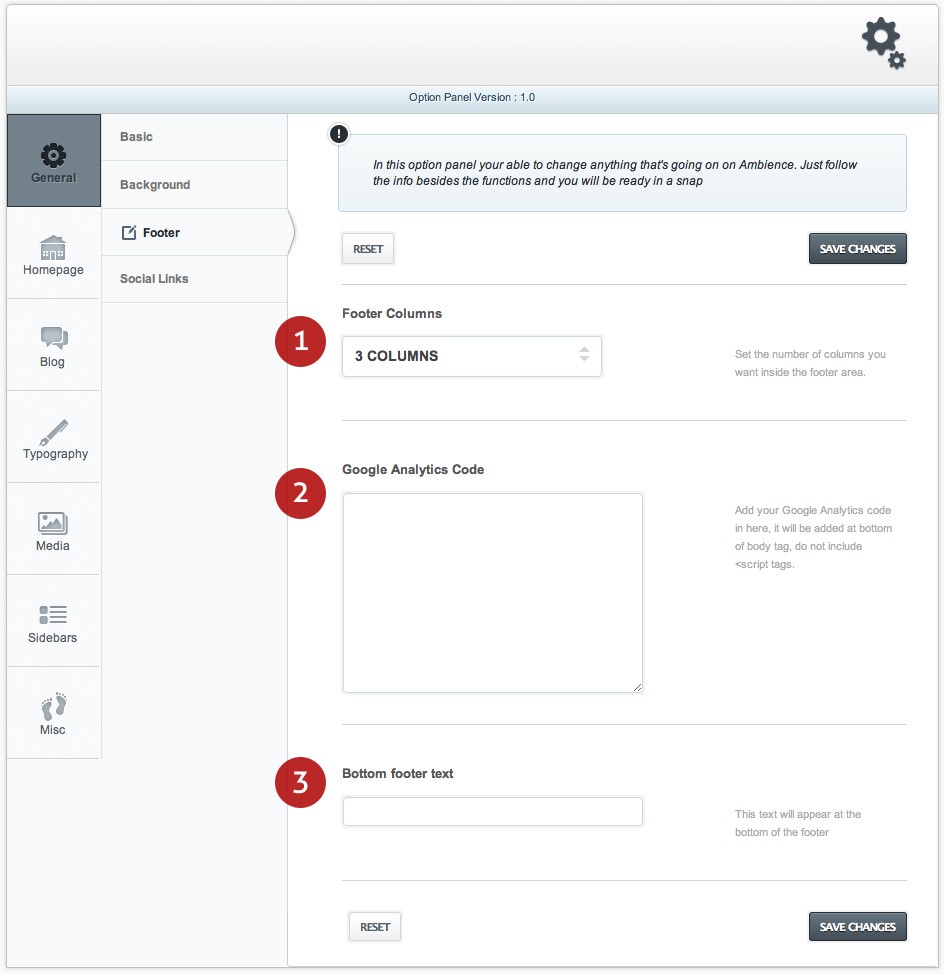 Option Panel Version : 1.0
General
Homepage
Blog
Typography
Media
Sidebars
Misc
Basic
Background
Footer
Social Links
!
In this option panel your able to change anything that's going on on Ambience. Just follow
the info besides the functions and you will be ready in a snap
RESET
SAVE CHANGES
1
Footer Columns
3 COLUMNS
Set the number of columns you
want inside the footer area.
2
Google Analytics Code
Add your Google Analytics code
in here, it will be added at bottom
of body tag, do not include
<script tags.
3
Bottom footer text
This text will appear at the
bottom of the footer
RESET
SAVE CHANGES